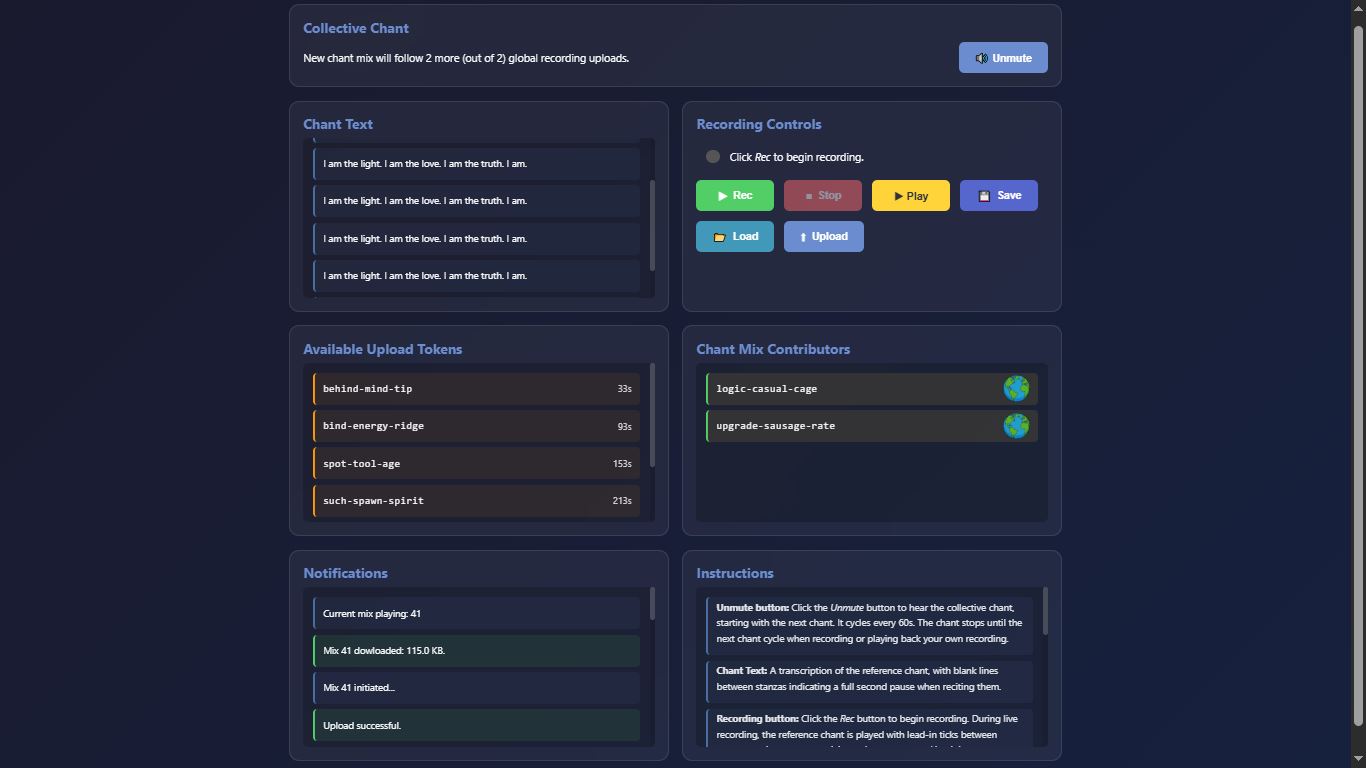 Collective Chant
New chant mix will follow 2 more (out of 2) global recording uploads.
Unmute
Chant Text
I am the light. I am the love. I am the truth. I am.
I am the light. I am the love. I am the truth. I am.
I am the light. I am the love. I am the truth. I am.
I am the light. I am the love. I am the truth. I am.
Recording Controls
Click Rec to begin recording.
Rec
Stop
Play
Save
Load
Upload
Available Upload Tokens
behind-mind-tip 33s
bind-energy-ridge 93s
spot-tool-age 153s
such-spawn-spirit 213s
Chant Mix Contributors
logic-casual-cage
upgrade-sausage-rate
Notifications
Current mix playing: 41
Mix 41 dowloaded: 115.0 KB.
Mix 41 initiated...
Upload successful.
Instructions
Unmute button: Click the Unmute button to hear the collective chant,
starting with the next chant. It cycles every 60s. The chant stops until the
next chant cycle when recording or playing back your own recording.
Chant Text: A transcription of the reference chant, with blank lines
between stanzas indicating a full second pause when reciting them.
Recording button: Click the Rec button to begin recording. During live
recording, the reference chant is played with lead-in ticks between